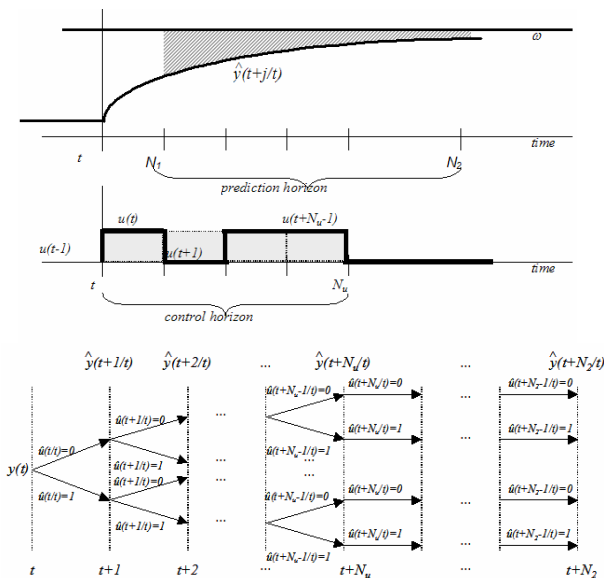 ω
ŷ(t+j/t)
t N₁ N₂ time
prediction horizon
u(t) u(t+Nᵤ-1)
u(t-1) u(t+1)
time
t Nᵤ
control horizon
ŷ(t+1/t) ŷ(t+2/t) ... ŷ(t+Nᵤ/t) ... ŷ(t+N₂/t)
û(t+Nᵤ/t)=0 û(t+N₂-1/t)=0
û(t+1/t)=0 ... û(t+Nᵤ-1/t)=0 ...
û(t/t)=0 û(t+Nᵤ/t)=1 û(t+N₂-1/t)=1
û(t+1/t)=1 ... û(t+Nᵤ-1/t)=1
y(t) ... ...
û(t+1/t)=0 û(t+Nᵤ-1/t)=0 û(t+Nᵤ/t)=0 û(t+N₂-1/t)=0
û(t/t)=1 ... ...
û(t+1/t)=1 ... û(t+Nᵤ/t)=1 û(t+N₂-1/t)=1
û(t+Nᵤ-1/t)=1
t t+1 t+2 ... ... t+Nᵤ ... t+N₂